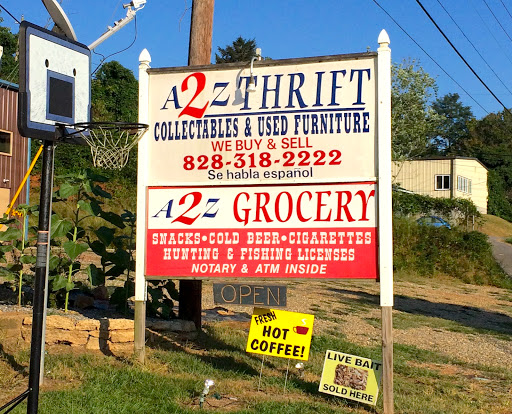 A2Z THRIFT
COLLECTABLES & USED FURNITURE
WE BUY & SELL
828-318-2222
Se habla español
A2Z GROCERY
SNACKS • COLD BEER • CIGARETTES
HUNTING & FISHING LICENSES
NOTARY & ATM INSIDE
OPEN
FRESH
HOT
COFFEE!
LIVE BAIT
SOLD HERE